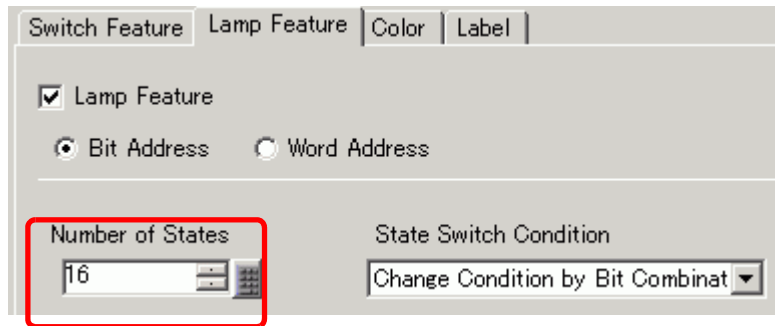 Switch Feature Lamp Feature Color Label
Lamp Feature
Bit Address Word Address
Number of States State Switch Condition
16 Change Condition by Bit Combinat